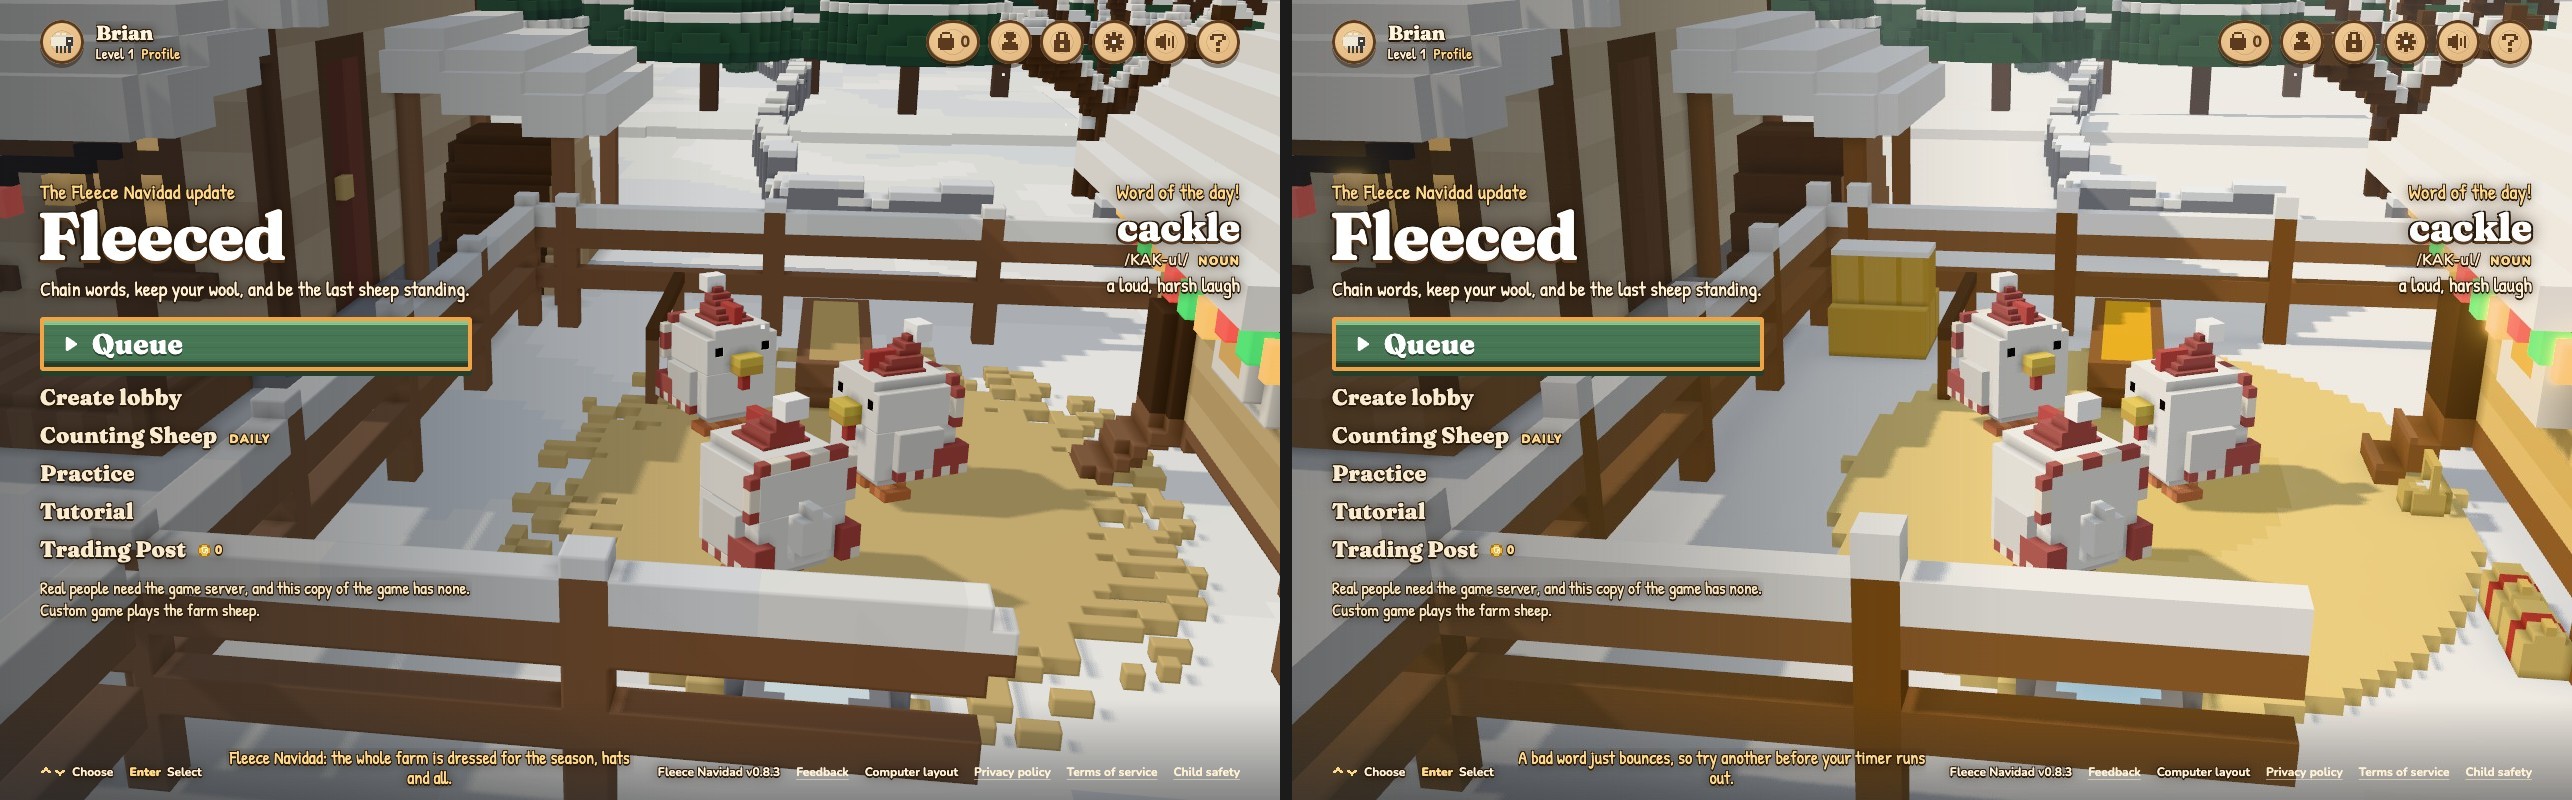 Brian
Level 1 Profile
0
?
The Fleece Navidad update
Fleeced
Chain words, keep your wool, and be the last sheep standing.
Queue
Create lobby
Counting Sheep DAILY
Practice
Tutorial
Trading Post 0
Real people need the game server, and this copy of the game has none.
Custom game plays the farm sheep.
Word of the day!
cackle
/KAK-ul/ NOUN
a loud, harsh laugh
Choose Enter Select
Fleece Navidad: the whole farm is dressed for the season, hats
and all.
Fleece Navidad v0.8.3 Feedback Computer layout Privacy policy Terms of service Child safety
Brian
Level 1 Profile
0
?
The Fleece Navidad update
Fleeced
Chain words, keep your wool, and be the last sheep standing.
Queue
Create lobby
Counting Sheep DAILY
Practice
Tutorial
Trading Post 0
Real people need the game server, and this copy of the game has none.
Custom game plays the farm sheep.
Word of the day!
cackle
/KAK-ul/ NOUN
a loud, harsh laugh
Choose Enter Select
A bad word just bounces, so try another before your timer runs
out.
Fleece Navidad v0.8.3 Feedback Computer layout Privacy policy Terms of service Child safety